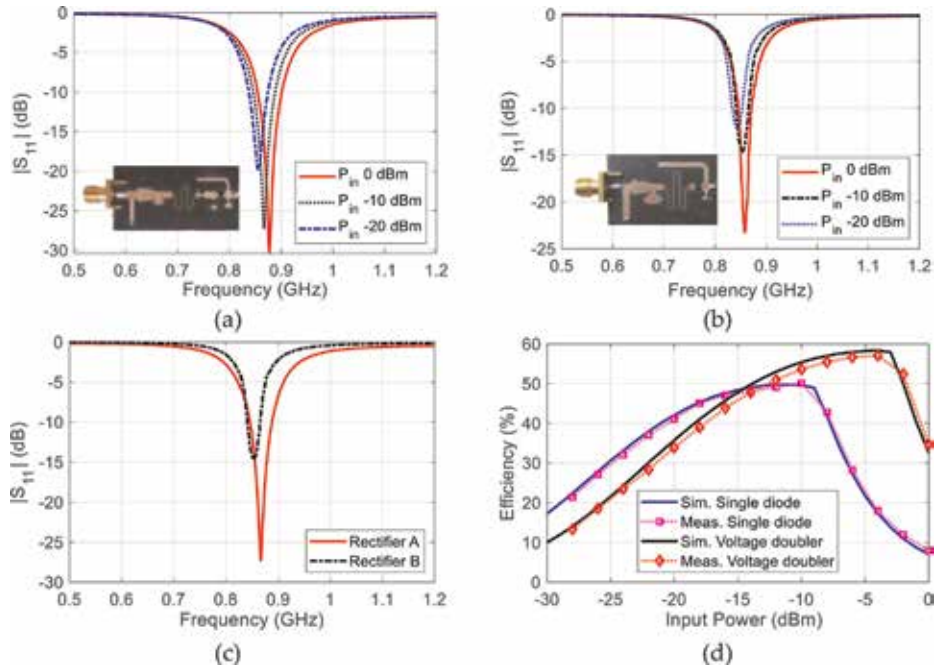 0
-5
-10
-15
-20
-25
-30
|S11| (dB)
Pin 0 dBm
Pin -10 dBm
Pin -20 dBm
0.5 0.6 0.7 0.8 0.9 1 1.1 1.2
Frequency (GHz)
(a)
0
-5
-10
-15
-20
-25
|S11| (dB)
Pin 0 dBm
Pin -10 dBm
Pin -20 dBm
0.5 0.6 0.7 0.8 0.9 1 1.1 1.2
Frequency (GHz)
(b)
0
-5
-10
-15
-20
-25
-30
|S11| (dB)
Rectifier A
Rectifier B
0.5 0.6 0.7 0.8 0.9 1 1.1 1.2
Frequency (GHz)
(c)
60
50
40
30
20
10
0
Efficiency (%)
Sim. Single diode
Meas. Single diode
Sim. Voltage doubler
Meas. Voltage doubler
-30 -25 -20 -15 -10 -5 0
Input Power (dBm)
(d)